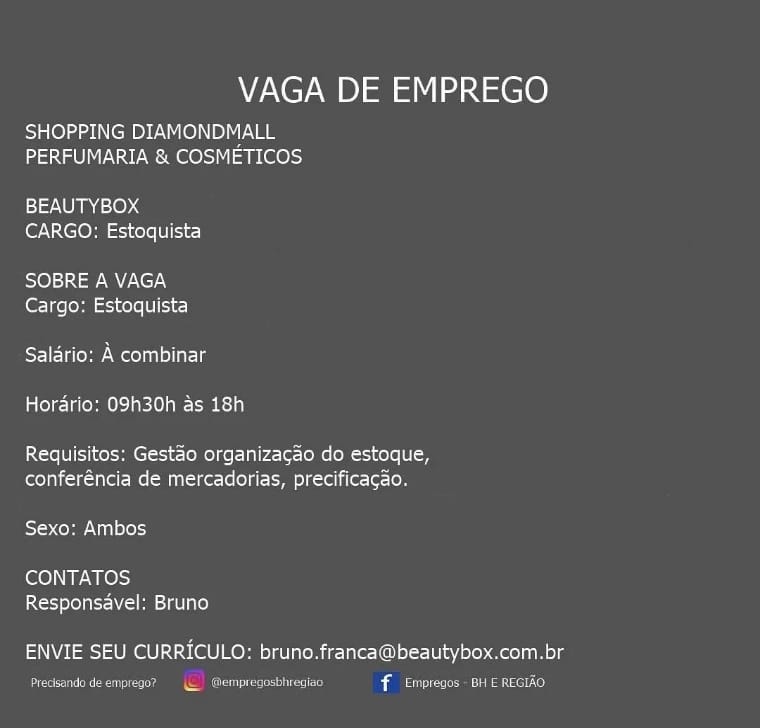 VAGA DE EMPREGO
SHOPPING DIAMONDMALL
PERFUMARIA & COSMÉTICOS
BEAUTYBOX
CARGO: Estoquista
SOBRE A VAGA
Cargo: Estoquista
Salário: À combinar
Horário: 09h30h às 18h
Requisitos: Gestão organização do estoque,
conferência de mercadorias, precificação.
Sexo: Ambos
CONTATOS
Responsável: Bruno
ENVIE SEU CURRÍCULO: bruno.franca@beautybox.com.br
Precisando de emprego? @empregosbhregiao Empregos - BH E REGIÃO